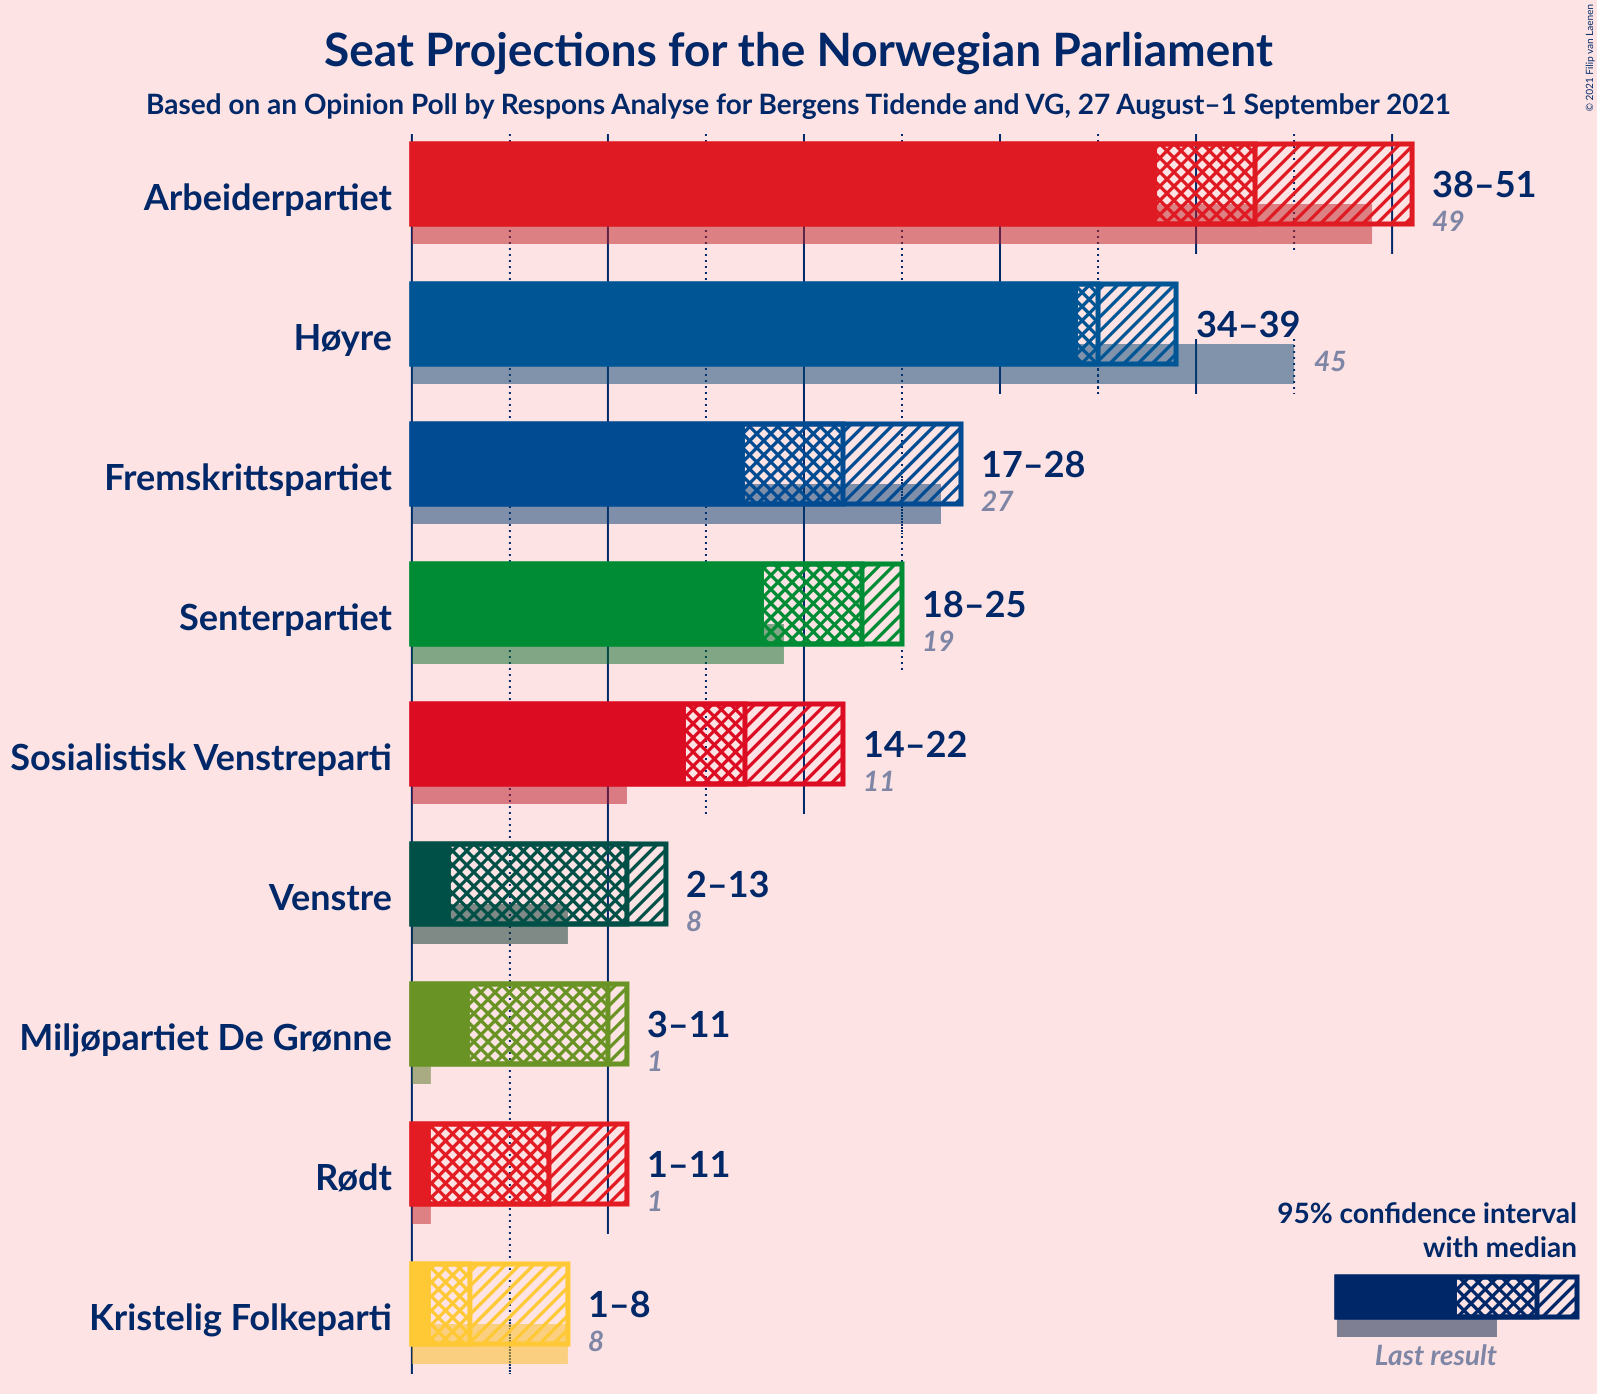 Seat Projections for the Norwegian Parliament
Based on an Opinion Poll by Respons Analyse for Bergens Tidende and VG, 27 August–1 September 2021
© 2021 Filip van Laenen
Arbeiderpartiet
38–51
49
Høyre
34–39
45
Fremskrittspartiet
17–28
27
Senterpartiet
18–25
19
Sosialistisk Venstreparti
14–22
11
Venstre
2–13
8
Miljøpartiet De Grønne
3–11
1
Rødt
1–11
1
Kristelig Folkeparti
1–8
8
95% confidence interval
with median
Last result